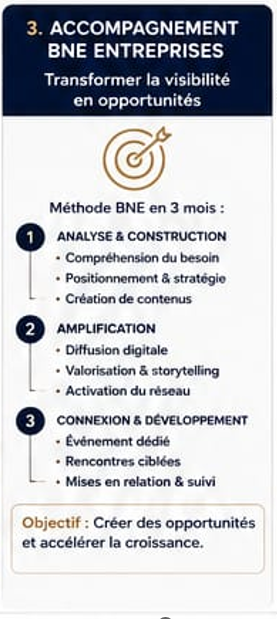 3. ACCOMPAGNEMENT
BNE ENTREPRISES
Transformer la visibilité
en opportunités
Méthode BNE en 3 mois :
1 ANALYSE & CONSTRUCTION
• Compréhension du besoin
• Positionnement & stratégie
• Création de contenus
2 AMPLIFICATION
• Diffusion digitale
• Valorisation & storytelling
• Activation du réseau
3 CONNEXION & DÉVELOPPEMENT
• Événement dédié
• Rencontres ciblées
• Mises en relation & suivi
Objectif : Créer des opportunités
et accélérer la croissance.